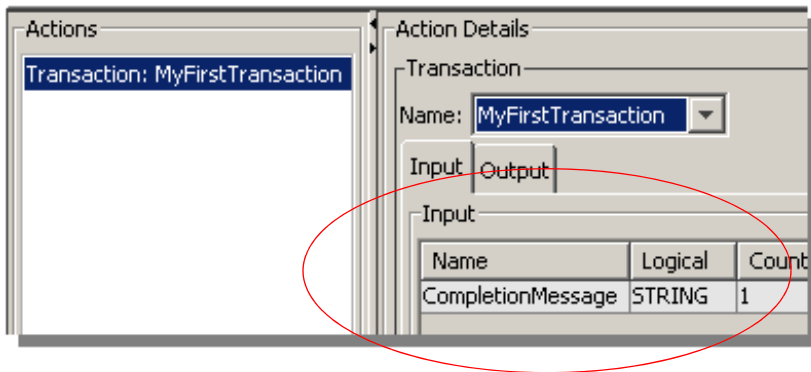 Actions
Transaction: MyFirstTransaction
Action Details
Transaction
Name: MyFirstTransaction
Input Output
Input
Name Logical Count
CompletionMessage STRING 1